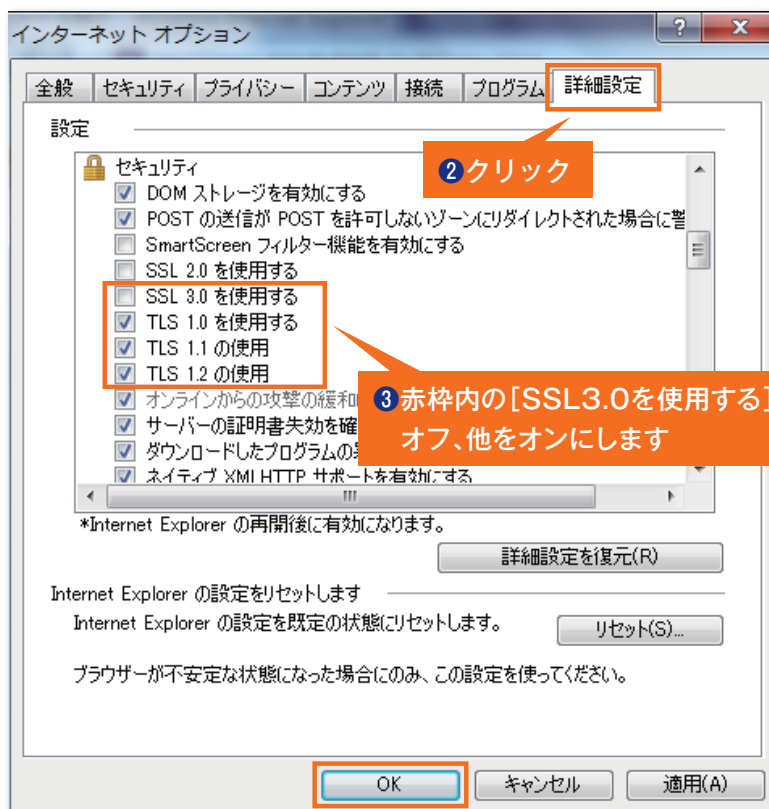 インターネット オプション
全般 セキュリティ プライバシー コンテンツ 接続 プログラム 詳細設定
設定
❷クリック
セキュリティ
DOM ストレージを有効にする
POST の送信が POST を許可しないゾーンにリダイレクトされた場合に警
SmartScreen フィルター機能を有効にする
SSL 2.0 を使用する
SSL 3.0 を使用する
TLS 1.0 を使用する
TLS 1.1 の使用
TLS 1.2 の使用
オンラインからの攻撃の緩和
サーバーの証明書失効を確
ダウンロードしたプログラムの
ネイティブ XMLHTTP サポートを有効にする
❸赤枠内の[SSL3.0を使用する]
オフ、他をオンにします
*Internet Explorer の再開後に有効になります。
詳細設定を復元(R)
Internet Explorer の設定をリセットします
Internet Explorer の設定を既定の状態にリセットします。
リセット(S)...
ブラウザーが不安定な状態になった場合にのみ、この設定を使ってください。
OK キャンセル 適用(A)